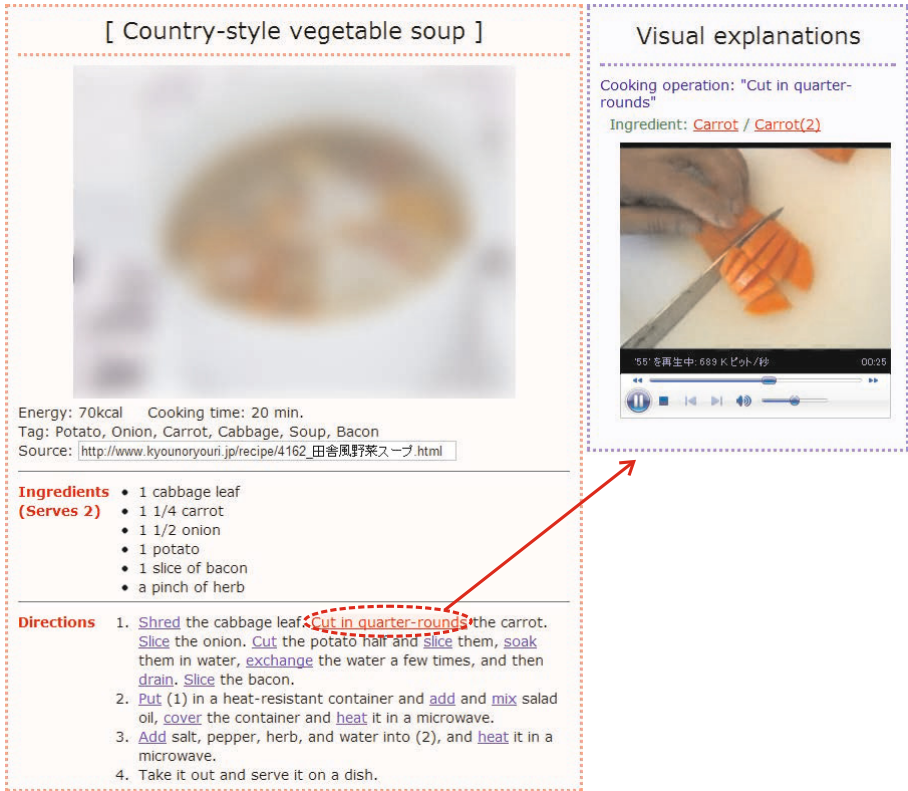 [ Country-style vegetable soup ]
Energy: 70kcal Cooking time: 20 min.
Tag: Potato, Onion, Carrot, Cabbage, Soup, Bacon
Source: http://www.kyounoryouri.jp/recipe/4162_田舎風野菜スープ.html
Ingredients
(Serves 2)
• 1 cabbage leaf
• 1 1/4 carrot
• 1 1/2 onion
• 1 potato
• 1 slice of bacon
• a pinch of herb
Directions
1. Shred the cabbage leaf. Cut in quarter-rounds the carrot.
Slice the onion. Cut the potato half and slice them, soak
them in water, exchange the water a few times, and then
drain. Slice the bacon.
2. Put (1) in a heat-resistant container and add and mix salad
oil, cover the container and heat it in a microwave.
3. Add salt, pepper, herb, and water into (2), and heat it in a
microwave.
4. Take it out and serve it on a dish.
Visual explanations
Cooking operation: "Cut in quarter-
rounds"
Ingredient: Carrot / Carrot(2)
'55' を再生中: 689 K ビット/秒 00:25